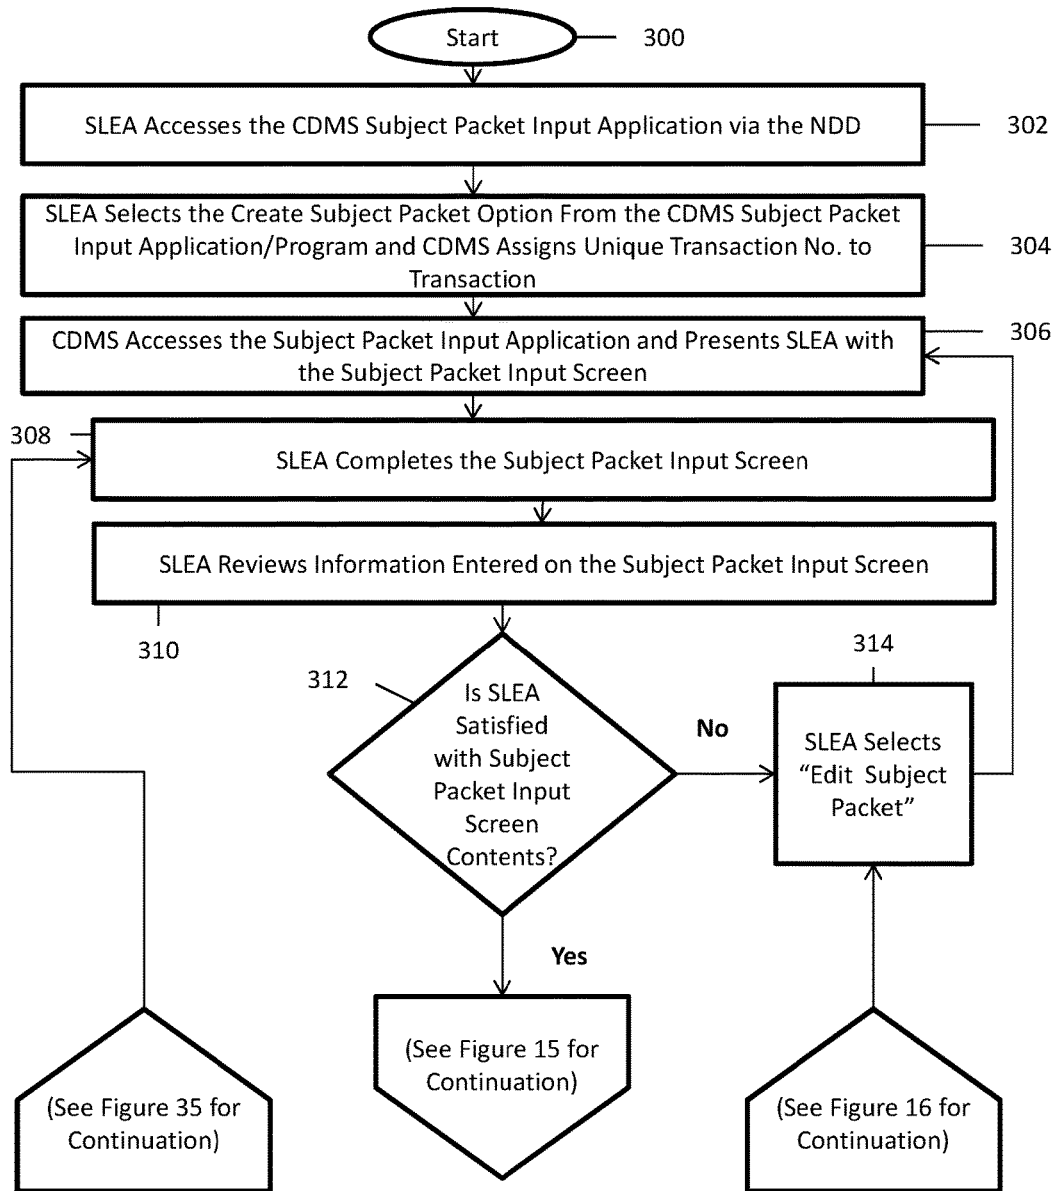 Start
300
SLEA Accesses the CDMS Subject Packet Input Application via the NDD
302
SLEA Selects the Create Subject Packet Option From the CDMS Subject Packet
Input Application/Program and CDMS Assigns Unique Transaction No. to
Transaction
304
CDMS Accesses the Subject Packet Input Application and Presents SLEA with
the Subject Packet Input Screen
306
308
SLEA Completes the Subject Packet Input Screen
SLEA Reviews Information Entered on the Subject Packet Input Screen
310
312
Is SLEA
Satisfied
with Subject
Packet Input
Screen
Contents?
No
314
SLEA Selects
“Edit Subject
Packet”
Yes
(See Figure 35 for
Continuation)
(See Figure 15 for
Continuation)
(See Figure 16 for
Continuation)